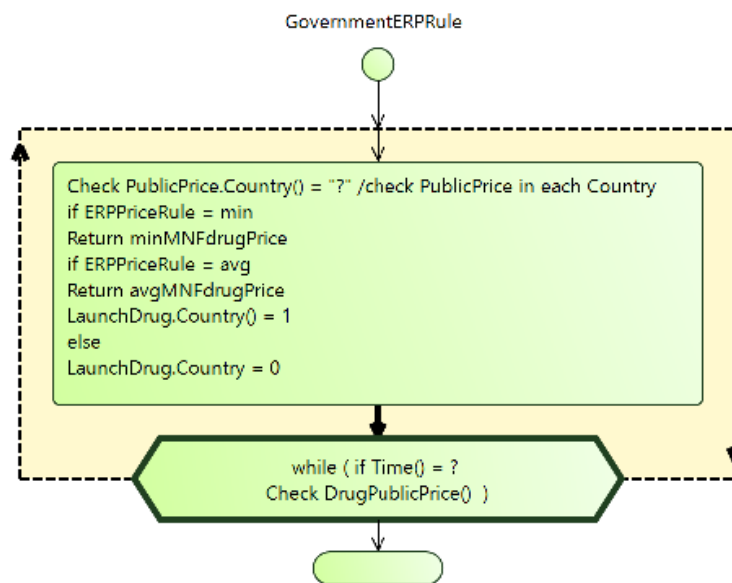 GovernmentERPRule
Check PublicPrice.Country() = "?" /check PublicPrice in each Country
if ERPPriceRule = min
Return minMNFdrugPrice
if ERPPriceRule = avg
Return avgMNFdrugPrice
LaunchDrug.Country() = 1
else
LaunchDrug.Country = 0
while ( if Time() = ?
Check DrugPublicPrice() )